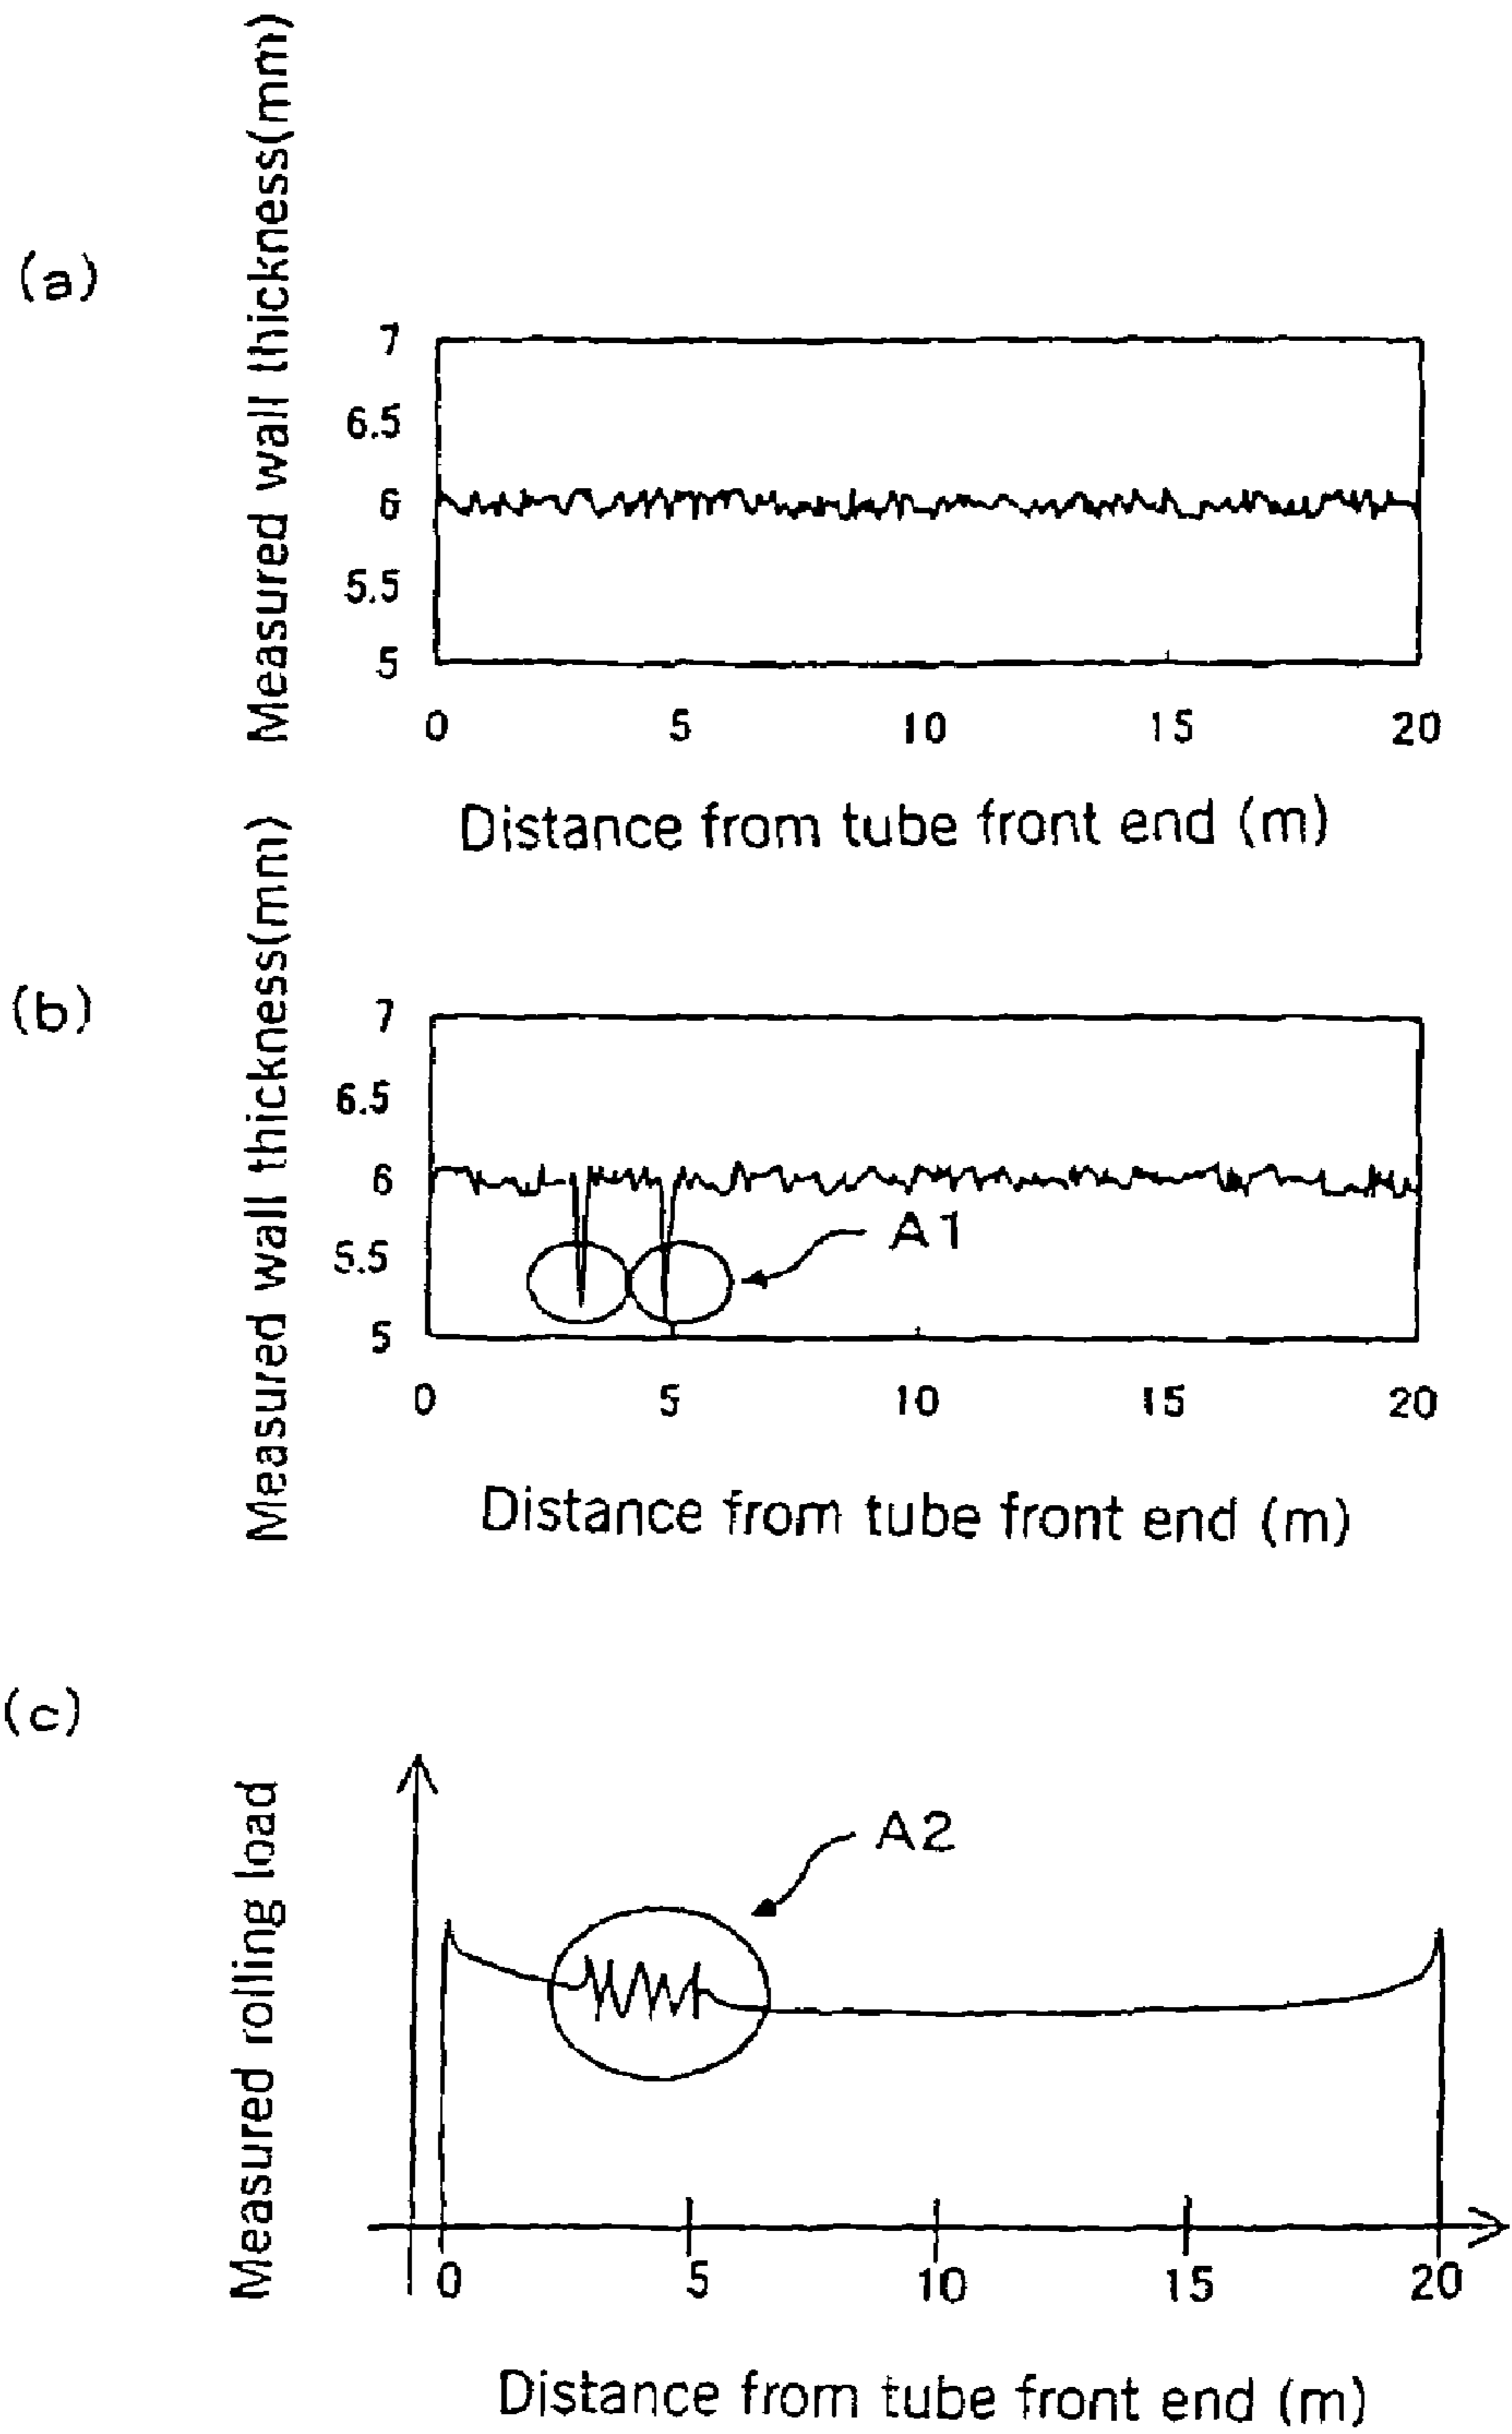 (a)
Measured wall thickness(mm)
7
6.5
6
5.5
5
0 5 10 15 20
Distance from tube front end (m)
(b)
Measured wall thickness(mm)
7
6.5
6
5.5
5
A1
0 5 10 15 20
Distance from tube front end (m)
(c)
Measured rolling load
A2
0 5 10 15 20
Distance from tube front end (m)